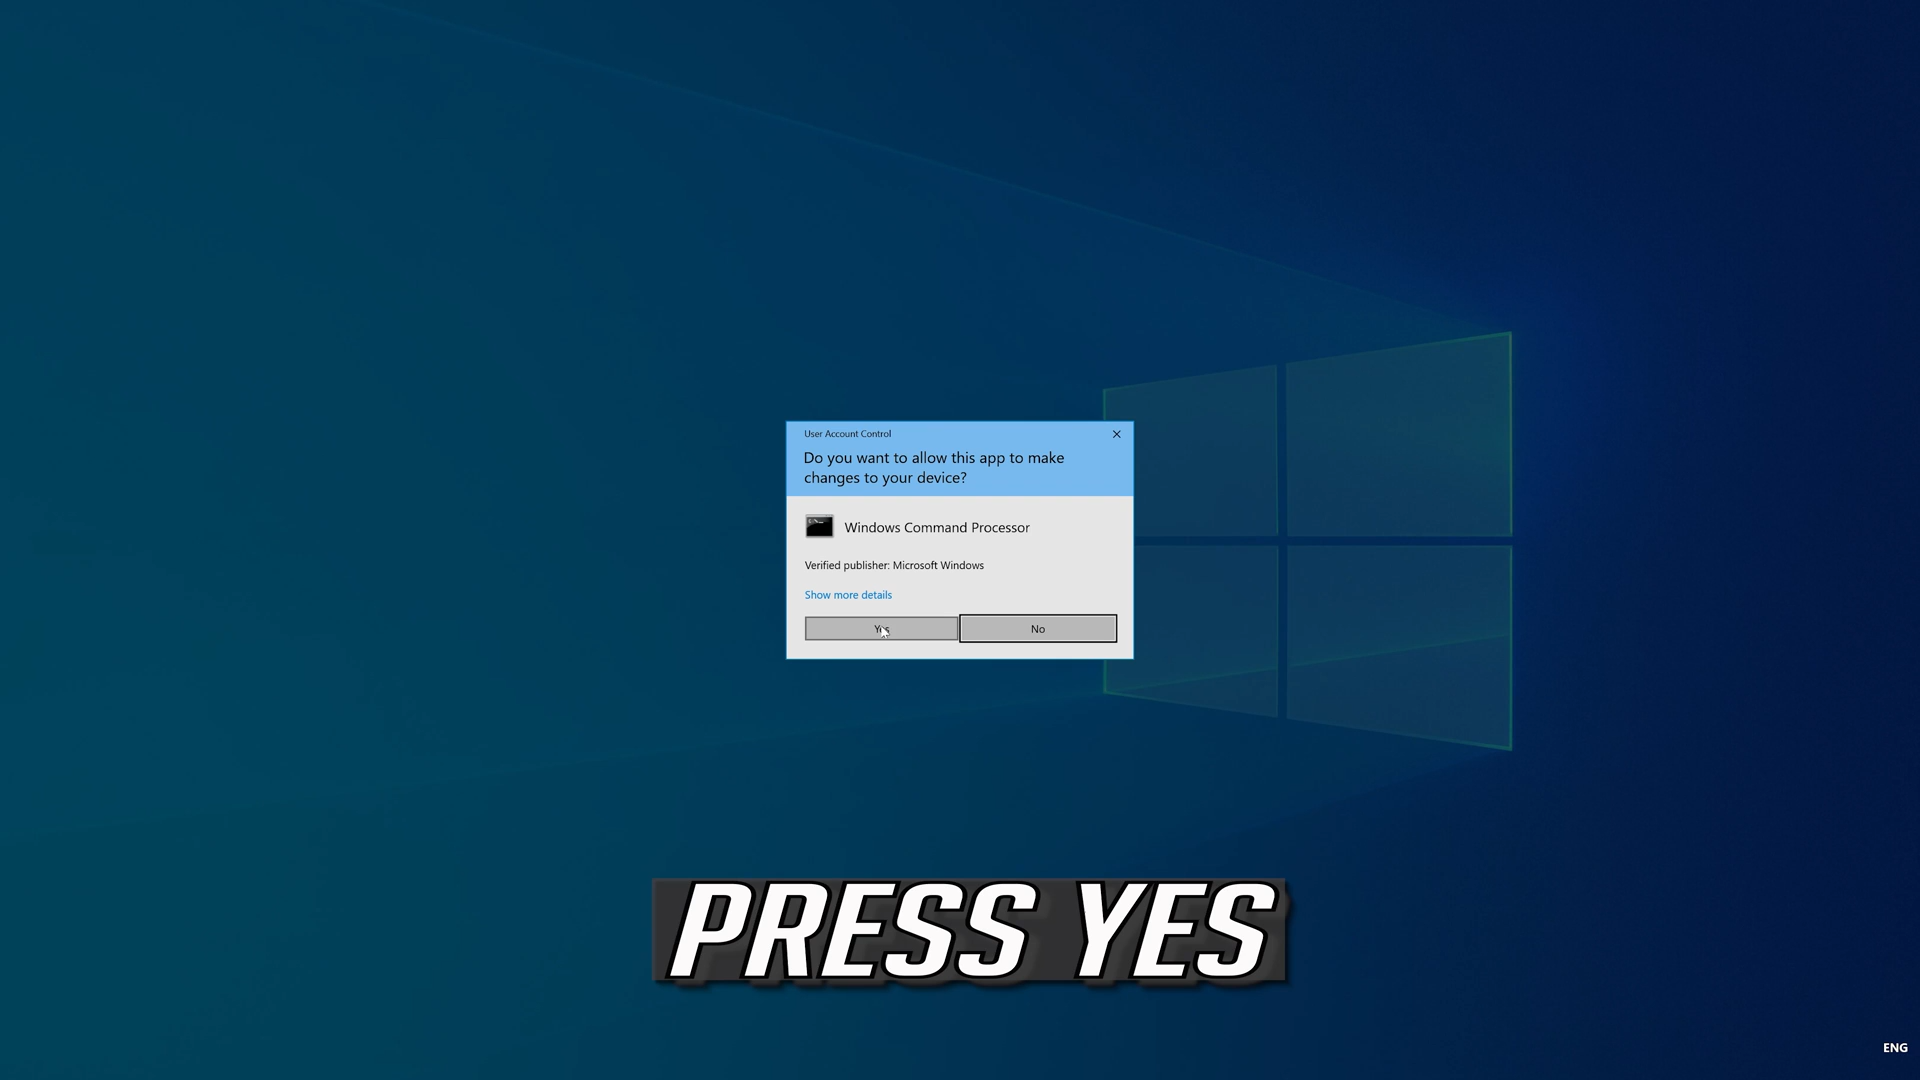 User Account Control
Do you want to allow this app to make
changes to your device?
Windows Command Processor
Verified publisher: Microsoft Windows
Show more details
Yes
No
PRESS YES
ENG